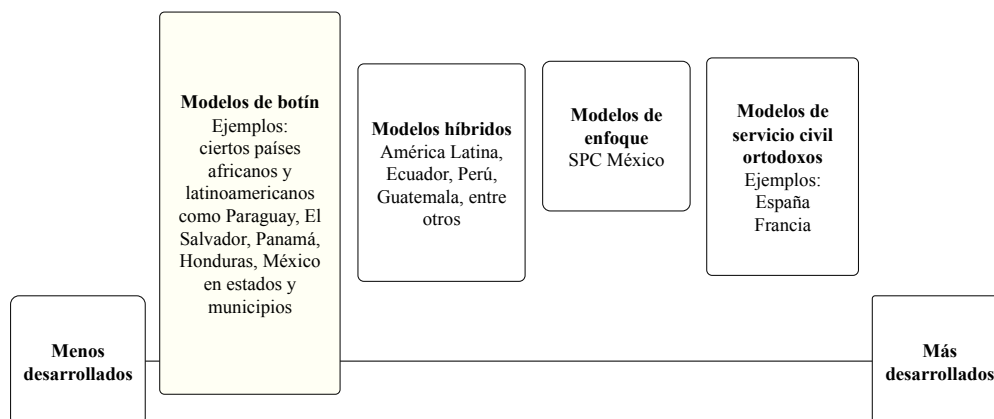 Modelos de botín
Ejemplos:
ciertos países
africanos y
latinoamericanos
como Paraguay, El
Salvador, Panamá,
Honduras, México
en estados y
municipios
Modelos híbridos
América Latina,
Ecuador, Perú,
Guatemala, entre
otros
Modelos de
enfoque
SPC México
Modelos de
servicio civil
ortodoxos
Ejemplos:
España
Francia
Menos
desarrollados
Más
desarrollados